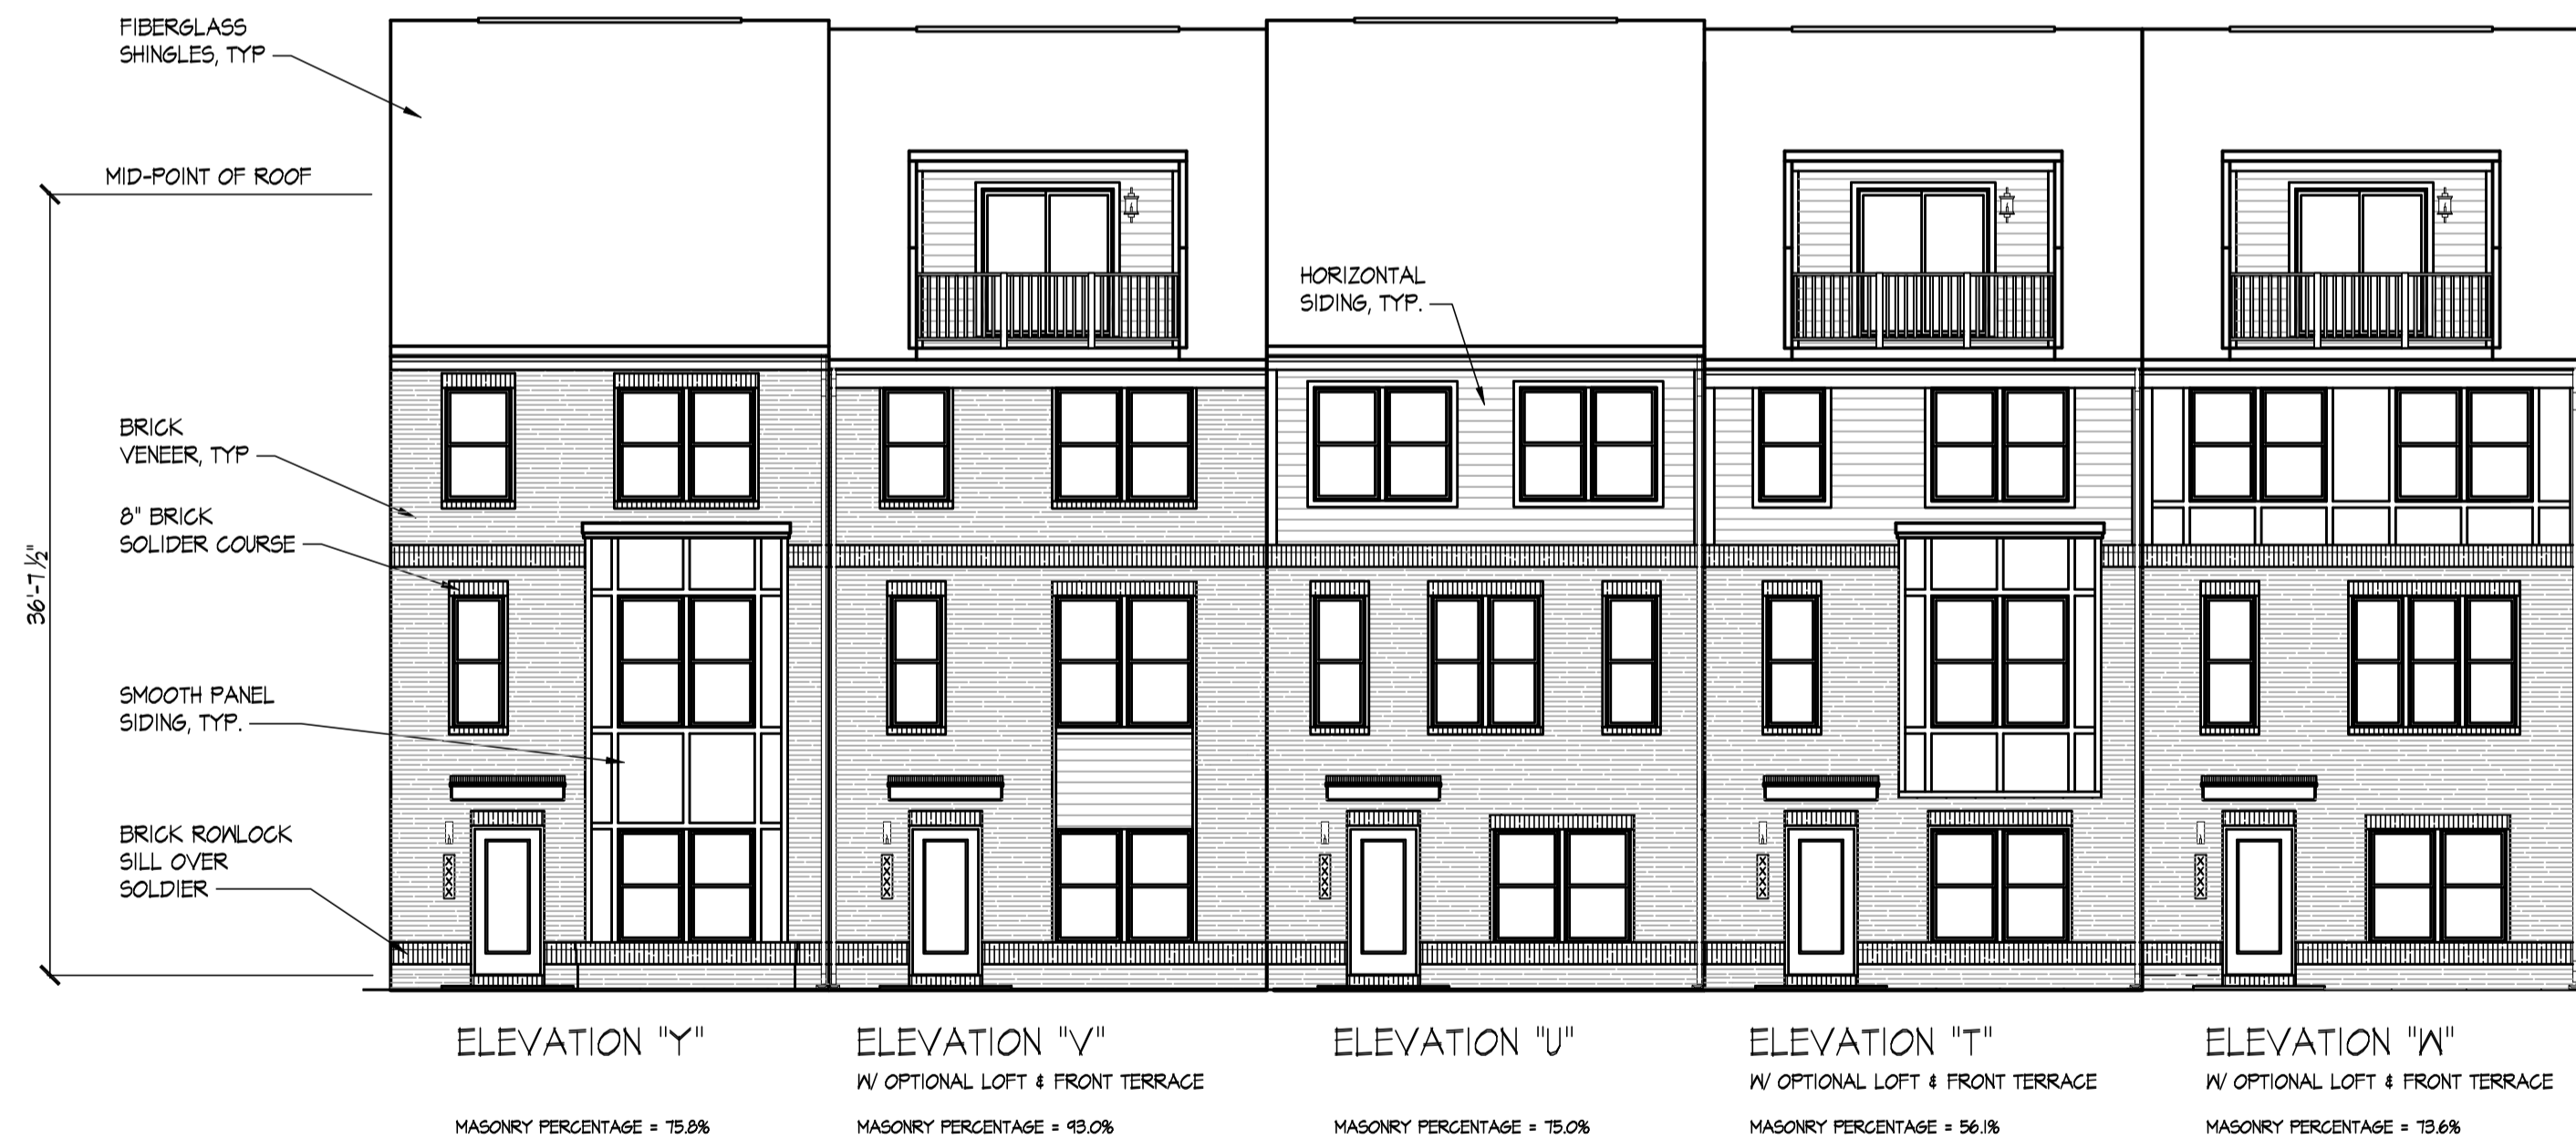 FIBERGLASS
SHINGLES, TYP
MID-POINT OF ROOF
36'-7 1/2"
HORIZONTAL
SIDING, TYP.
BRICK
VENEER, TYP
8" BRICK
SOLIDER COURSE
SMOOTH PANEL
SIDING, TYP.
BRICK ROWLOCK
SILL OVER
SOLDIER
ELEVATION "Y"
MASONRY PERCENTAGE = 75.8%
ELEVATION "V"
W/ OPTIONAL LOFT & FRONT TERRACE
MASONRY PERCENTAGE = 93.0%
ELEVATION "U"
MASONRY PERCENTAGE = 75.0%
ELEVATION "T"
W/ OPTIONAL LOFT & FRONT TERRACE
MASONRY PERCENTAGE = 56.1%
ELEVATION "W"
W/ OPTIONAL LOFT & FRONT TERRACE
MASONRY PERCENTAGE = 73.6%